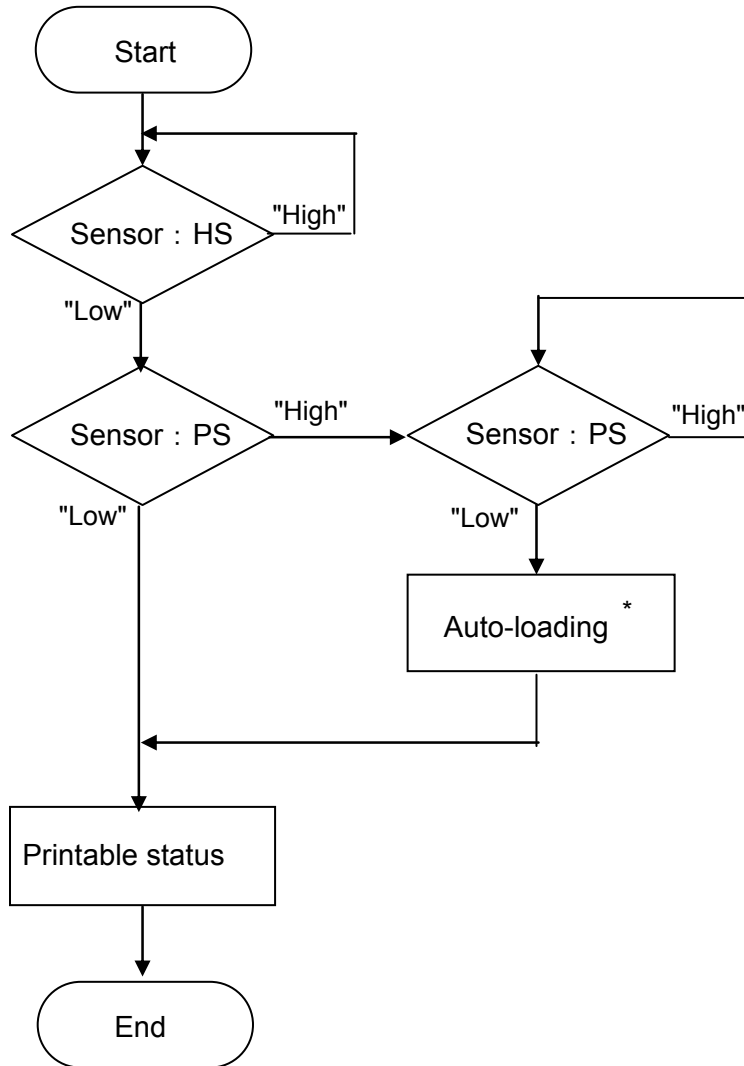 Start
Sensor : HS
"High"
"Low"
Sensor : PS
"High"
Sensor : PS
"High"
"Low"
"Low"
Auto-loading *
Printable status
End